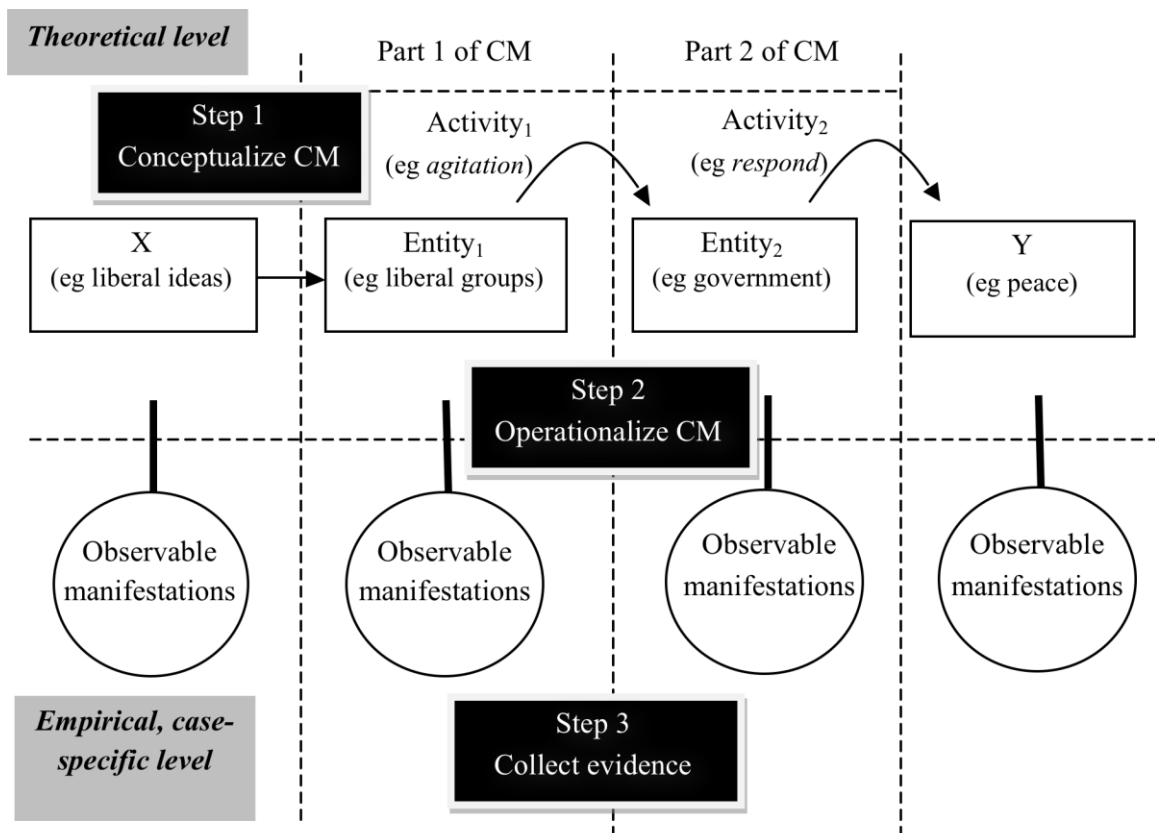 Theoretical level
Part 1 of CM
Part 2 of CM
Step 1
Conceptualize CM
Activity₁
(eg agitation)
Activity₂
(eg respond)
X
(eg liberal ideas)
Entity₁
(eg liberal groups)
Entity₂
(eg government)
Y
(eg peace)
Step 2
Operationalize CM
Observable
manifestations
Observable
manifestations
Observable
manifestations
Observable
manifestations
Empirical, case-
specific level
Step 3
Collect evidence